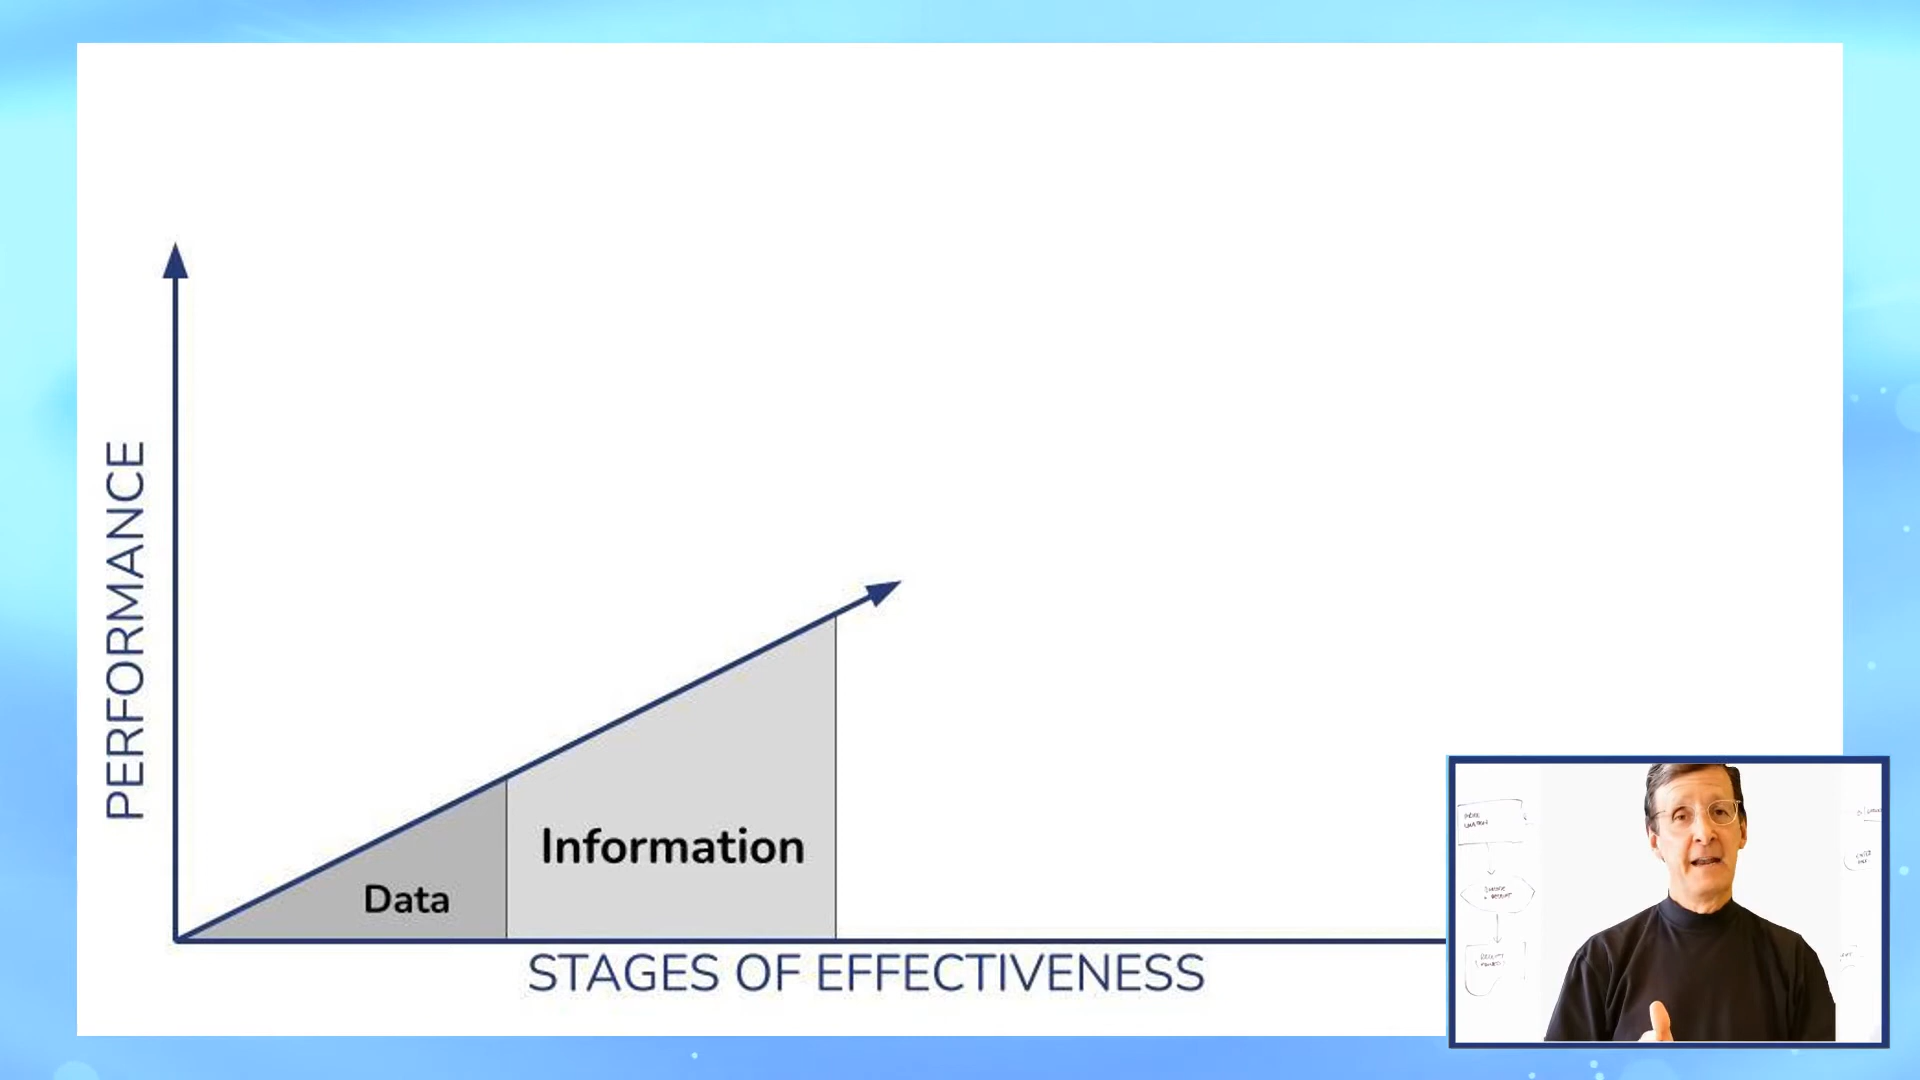 PERFORMANCE
Data
Information
STAGES OF EFFECTIVENESS